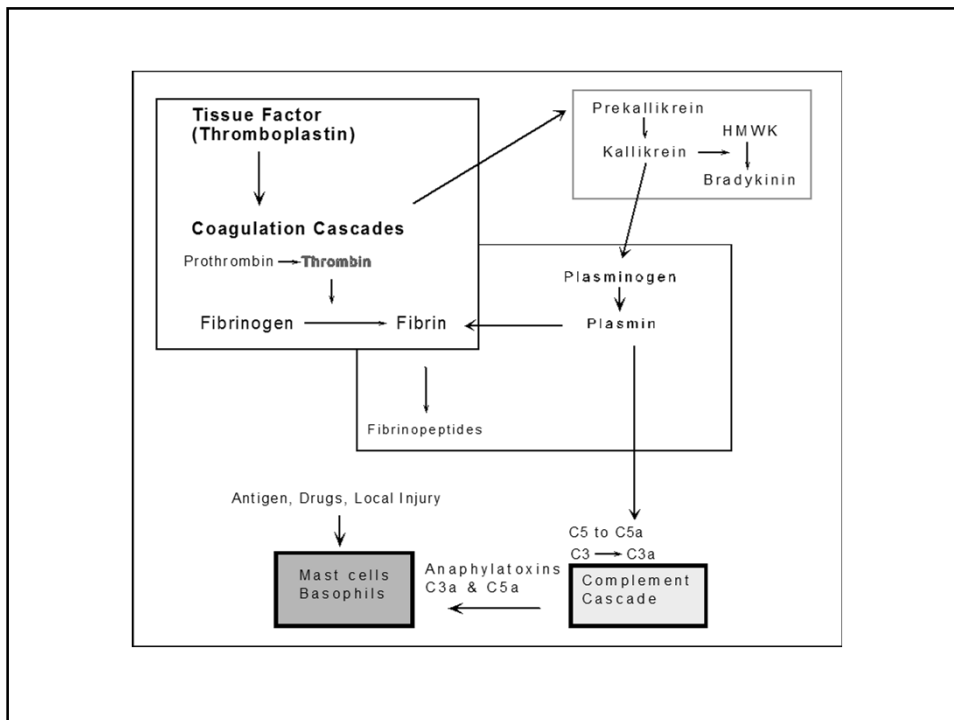 Tissue Factor
(Thromboplastin)
Coagulation Cascades
Prothrombin Thrombin
Fibrinogen Fibrin
Prekallikrein
HMWK
Kallikrein
Bradykinin
Plasminogen
Plasmin
Fibrinopeptides
Antigen, Drugs, Local Injury
Mast cells
Basophils
Anaphylatoxins
C3a & C5a
C5 to C5a
C3 C3a
Complement
Cascade